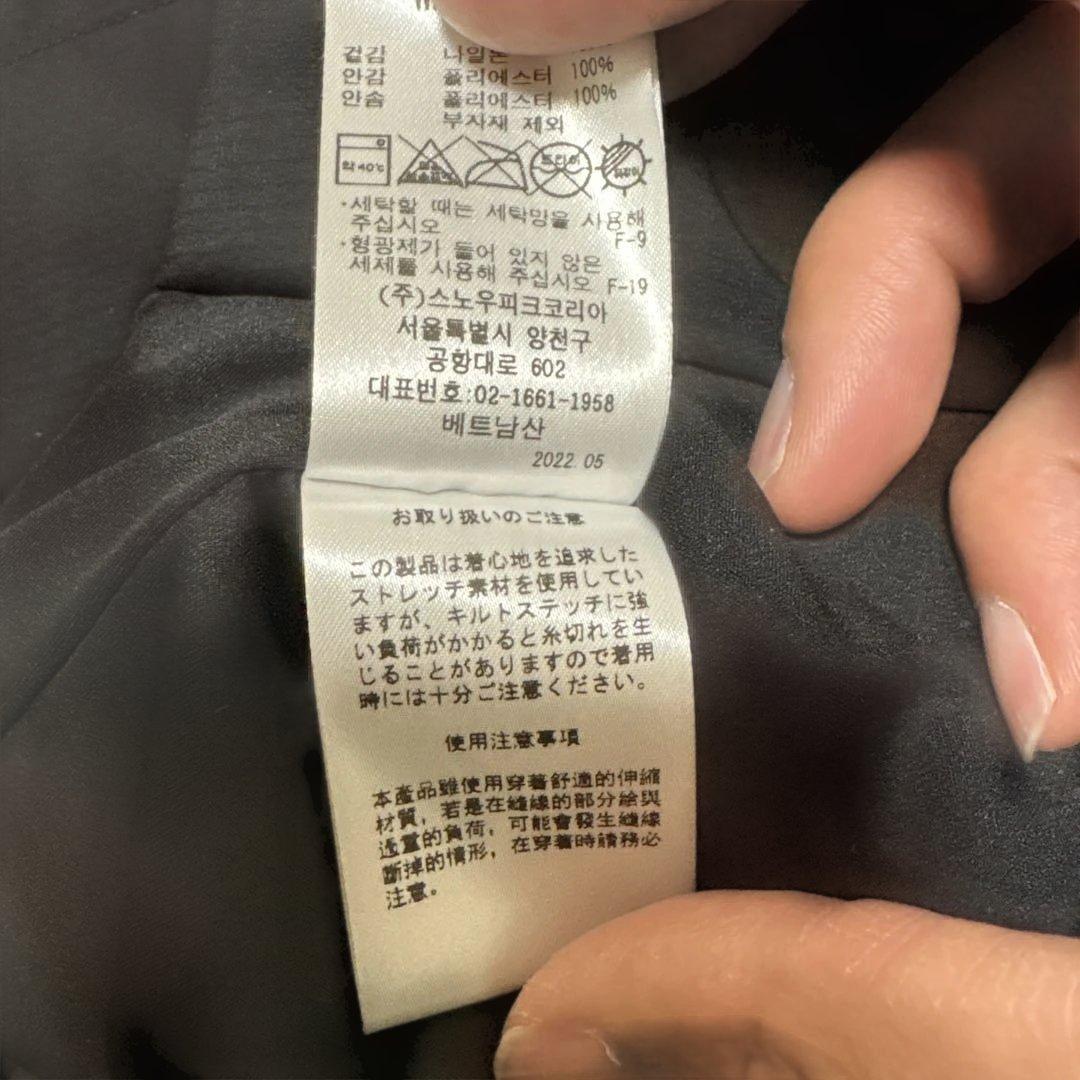 겉감 나일론
안감 폴리에스터 100%
안솜 폴리에스터 100%
부자재 제외
약 40℃ 드라이
·세탁할 때는 세탁망을 사용해
주십시오 F-9
·형광제가 들어 있지 않은
세제를 사용해 주십시오 F-19
(주)스노우피크코리아
서울특별시 양천구
공항대로 602
대표번호:02-1661-1958
베트남산
2022.05
お取り扱いのご注意
この製品は着心地を追求した
ストレッチ素材を使用してい
ますが、キルトステッチに強
い負荷がかかると糸切れを生
じることがありますので着用
時には十分ご注意ください。
使用注意事項
本產品雖使用穿着舒適的伸縮
材質，若是在縫線的部分給與
過重的負荷，可能會發生縫線
斷掉的情形，在穿著時請務必
注意。